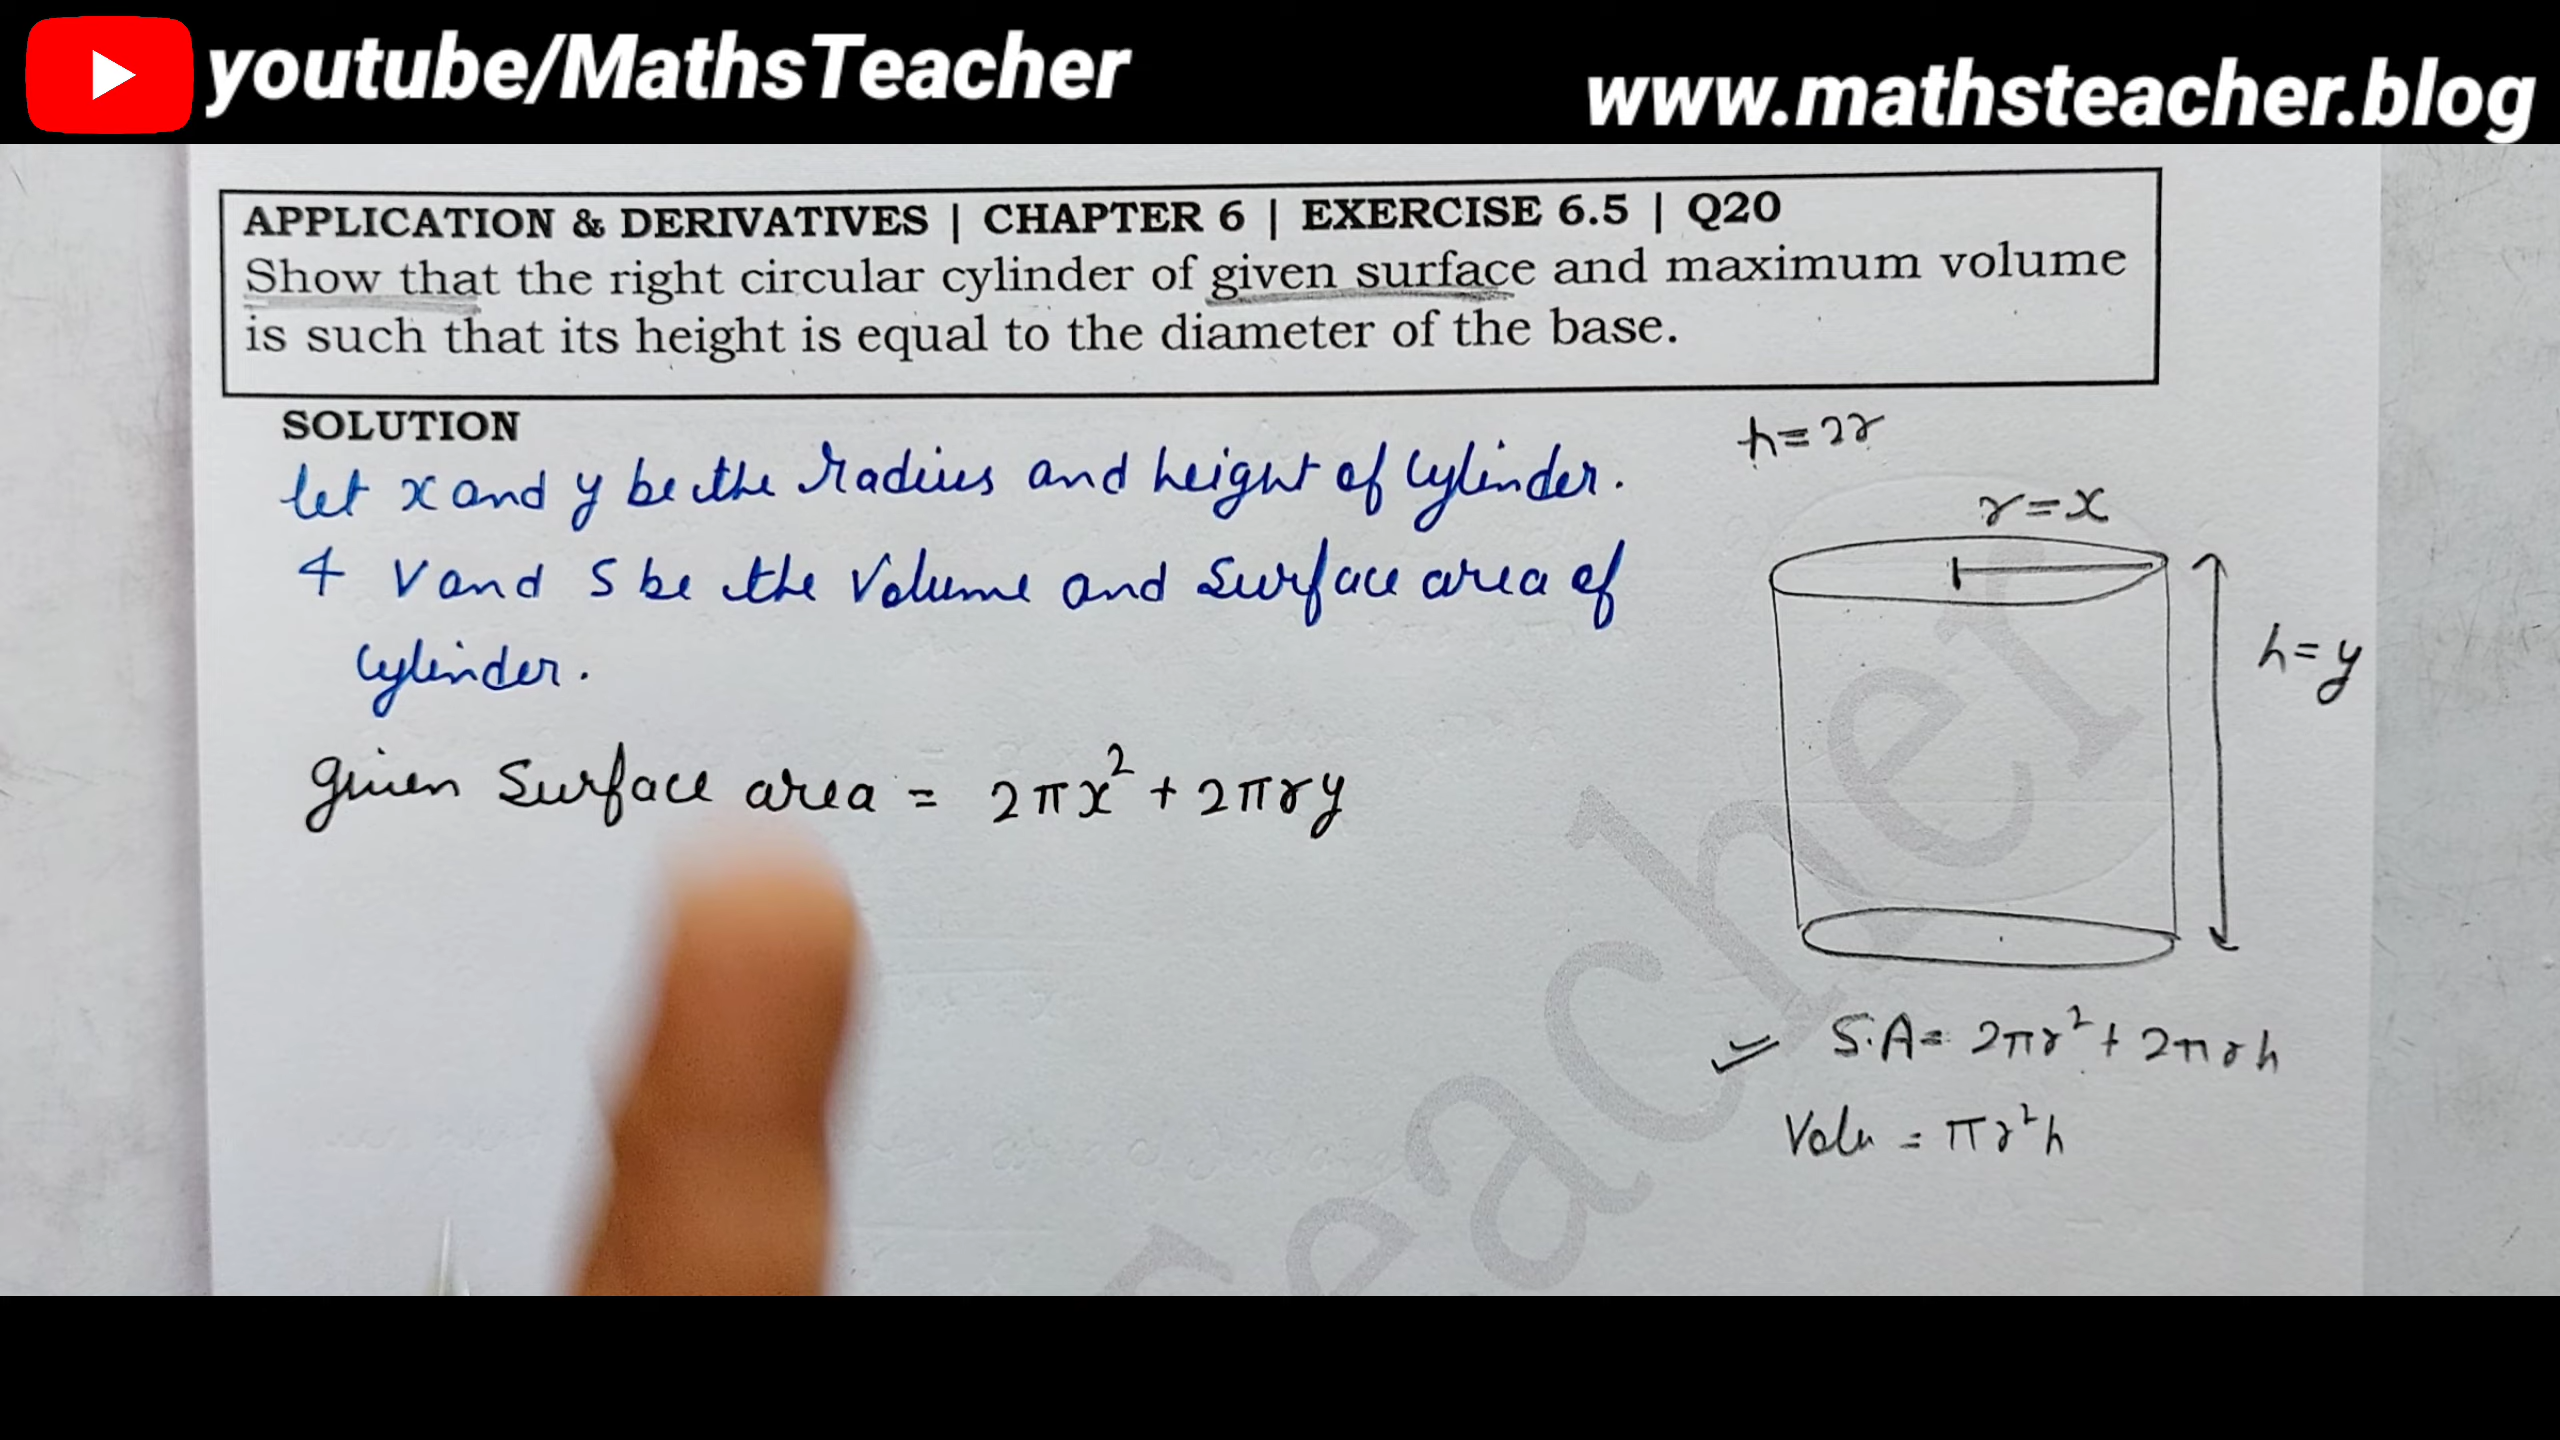 youtube/MathsTeacher
www.mathsteacher.blog
APPLICATION & DERIVATIVES | CHAPTER 6 | EXERCISE 6.5 | Q20
Show that the right circular cylinder of given surface and maximum volume
is such that its height is equal to the diameter of the base.
SOLUTION
let x and y be the radius and height of cylinder.
& V and S be the Volume and Surface area of
cylinder.
given Surface area = 2πx² + 2πry
h=2r
r=x
h=y
S.A= 2πr²+ 2πrh
Volu = πr²h
eacher